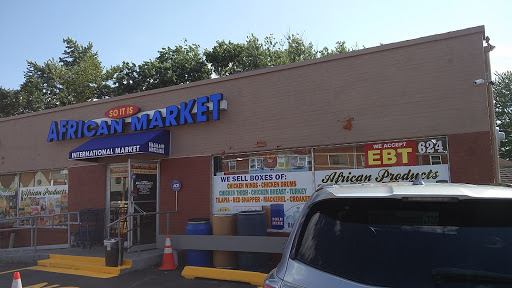 SO IT IS
AFRICAN MARKET
INTERNATIONAL MARKET
WE ACCEPT
EBT
624
African Products
African Products
WE SELL BOXES OF:
CHICKEN WINGS - CHICKEN DRUMS
CHICKEN THIGH - CHICKEN BREAST - TURKEY
TILAPIA - RED SNAPPER - MACKEREL - CROAKER